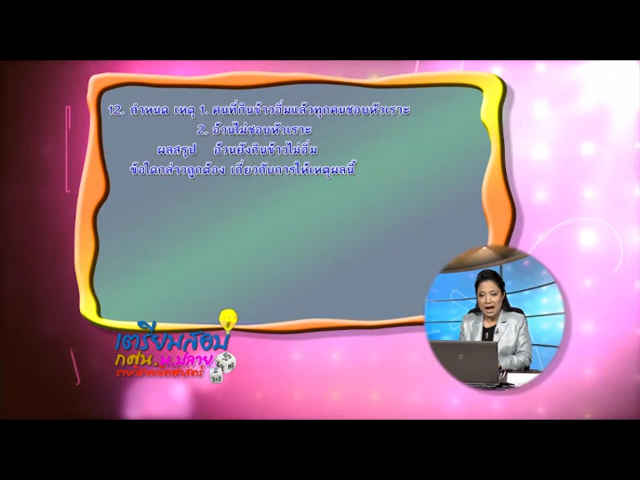 12. กำหนด เหตุ 1. คนที่กินข้าวอิ่มแล้วทุกคนชอบหัวเราะ
2. อ้วนไม่ชอบหัวเราะ
ผลสรุป อ้วนยังกินข้าวไม่อิ่ม
ข้อใดกล่าวถูกต้อง เกี่ยวกับการให้เหตุผลนี้
เตรียมสอบ
กศน. ม.ปลาย